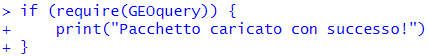 > if (require(GEOquery)) {
+     print("Pacchetto caricato con successo!")
+ }